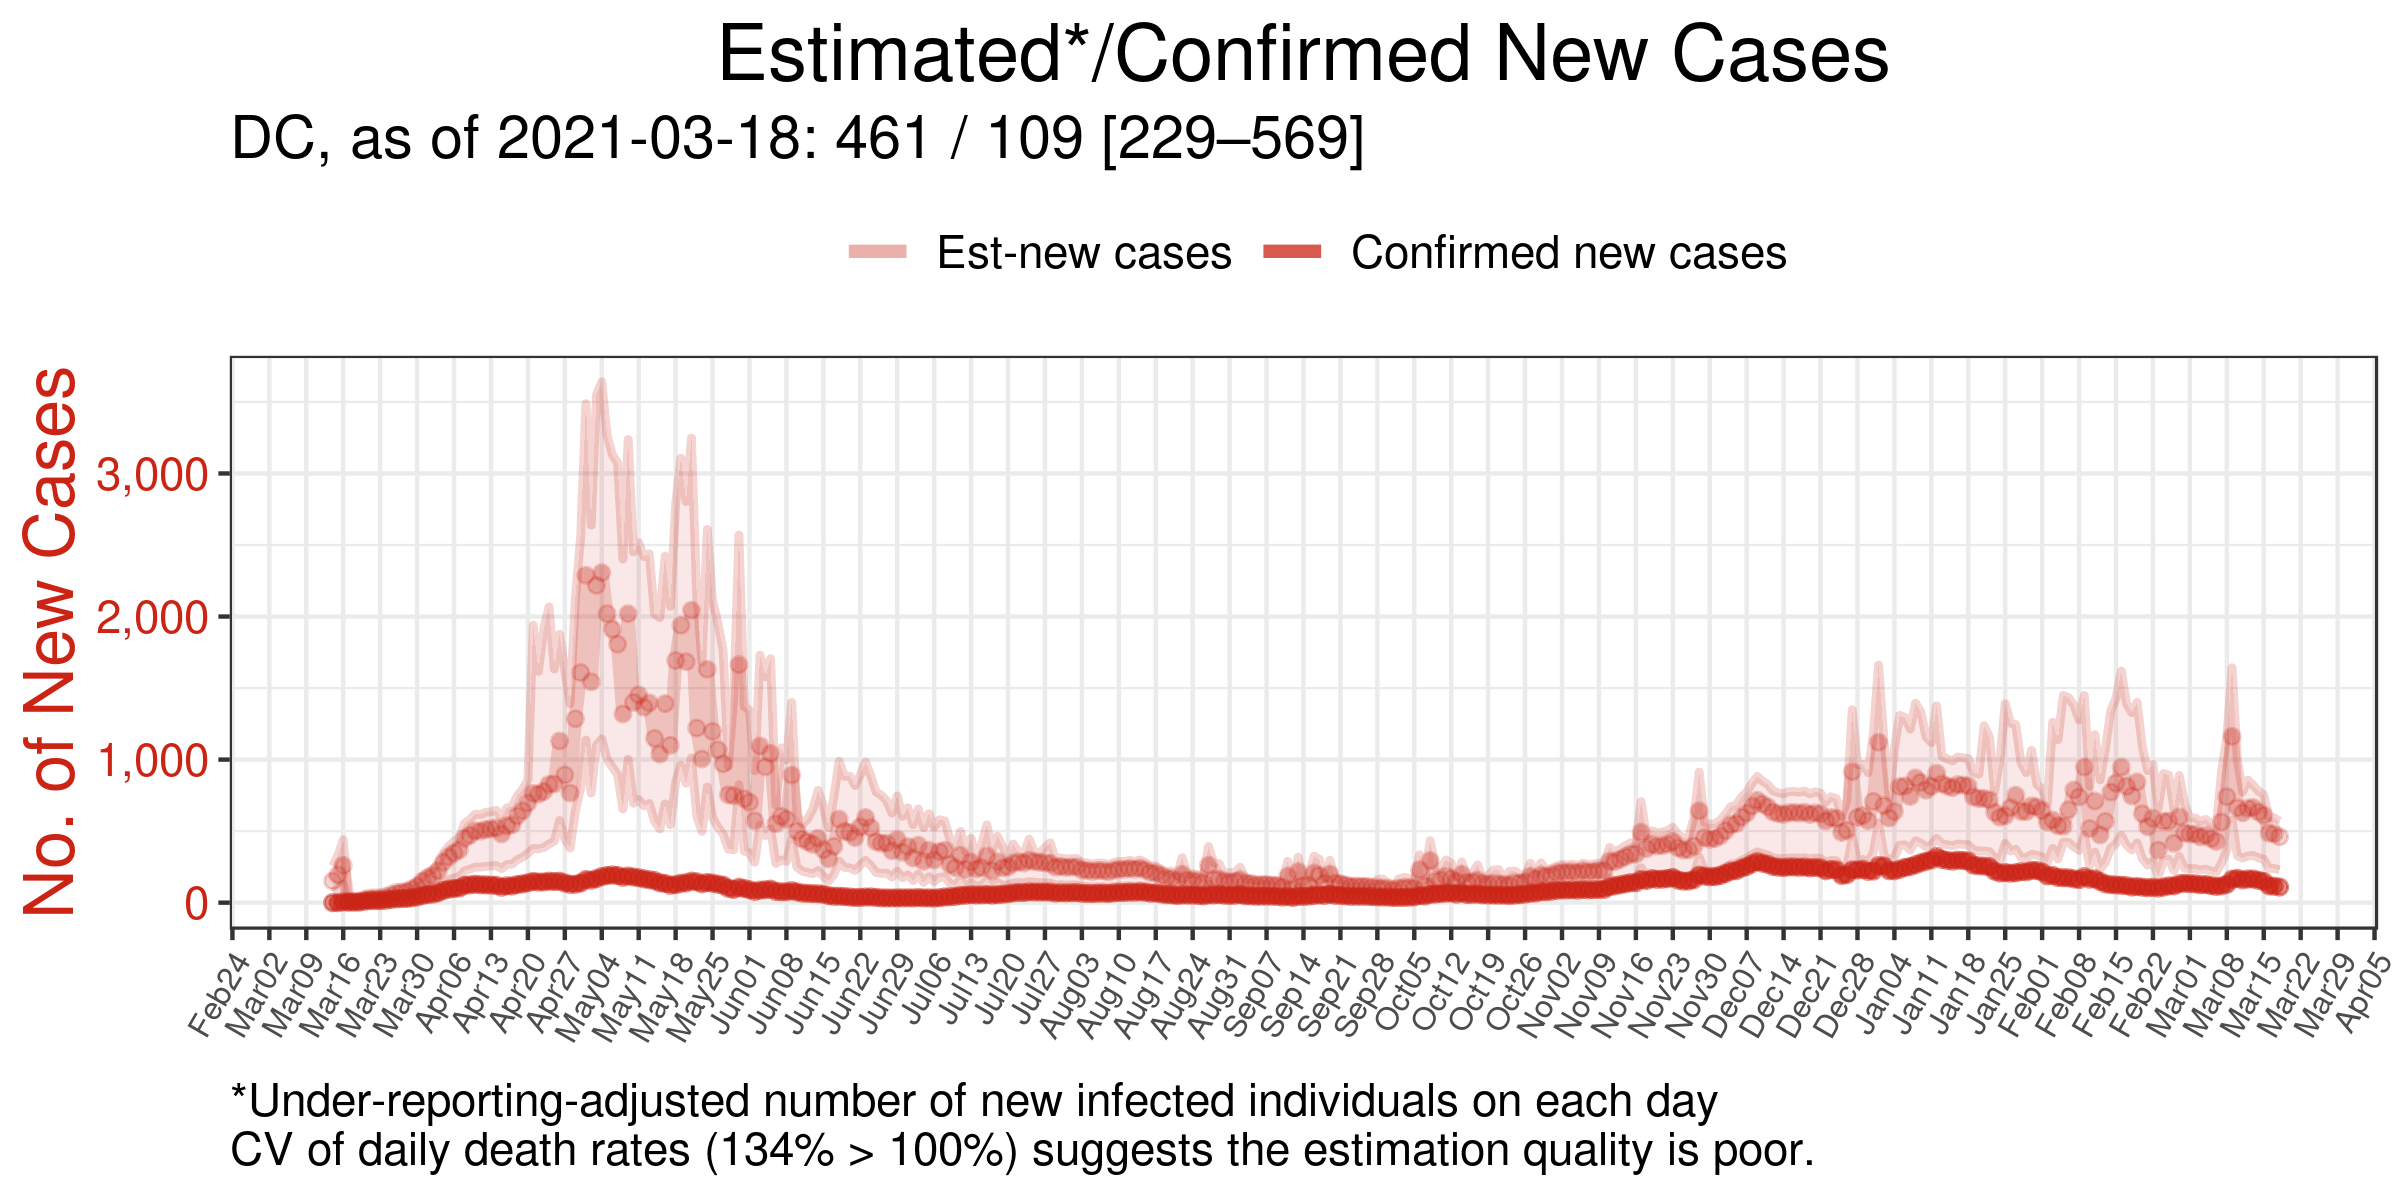 Estimated*/Confirmed New Cases
DC, as of 2021-03-18: 461 / 109 [229–569]
Est-new cases
Confirmed new cases
No. of New Cases
3,000
2,000
1,000
0
Feb24
Mar02
Mar09
Mar16
Mar23
Mar30
Apr06
Apr13
Apr20
Apr27
May04
May11
May18
May25
Jun01
Jun08
Jun15
Jun22
Jun29
Jul06
Jul13
Jul20
Jul27
Aug03
Aug10
Aug17
Aug24
Aug31
Sep07
Sep14
Sep21
Sep28
Oct05
Oct12
Oct19
Oct26
Nov02
Nov09
Nov16
Nov23
Nov30
Dec07
Dec14
Dec21
Dec28
Jan04
Jan11
Jan18
Jan25
Feb01
Feb08
Feb15
Feb22
Mar01
Mar08
Mar15
Mar22
Mar29
Apr05
*Under-reporting-adjusted number of new infected individuals on each day
CV of daily death rates (134% > 100%) suggests the estimation quality is poor.